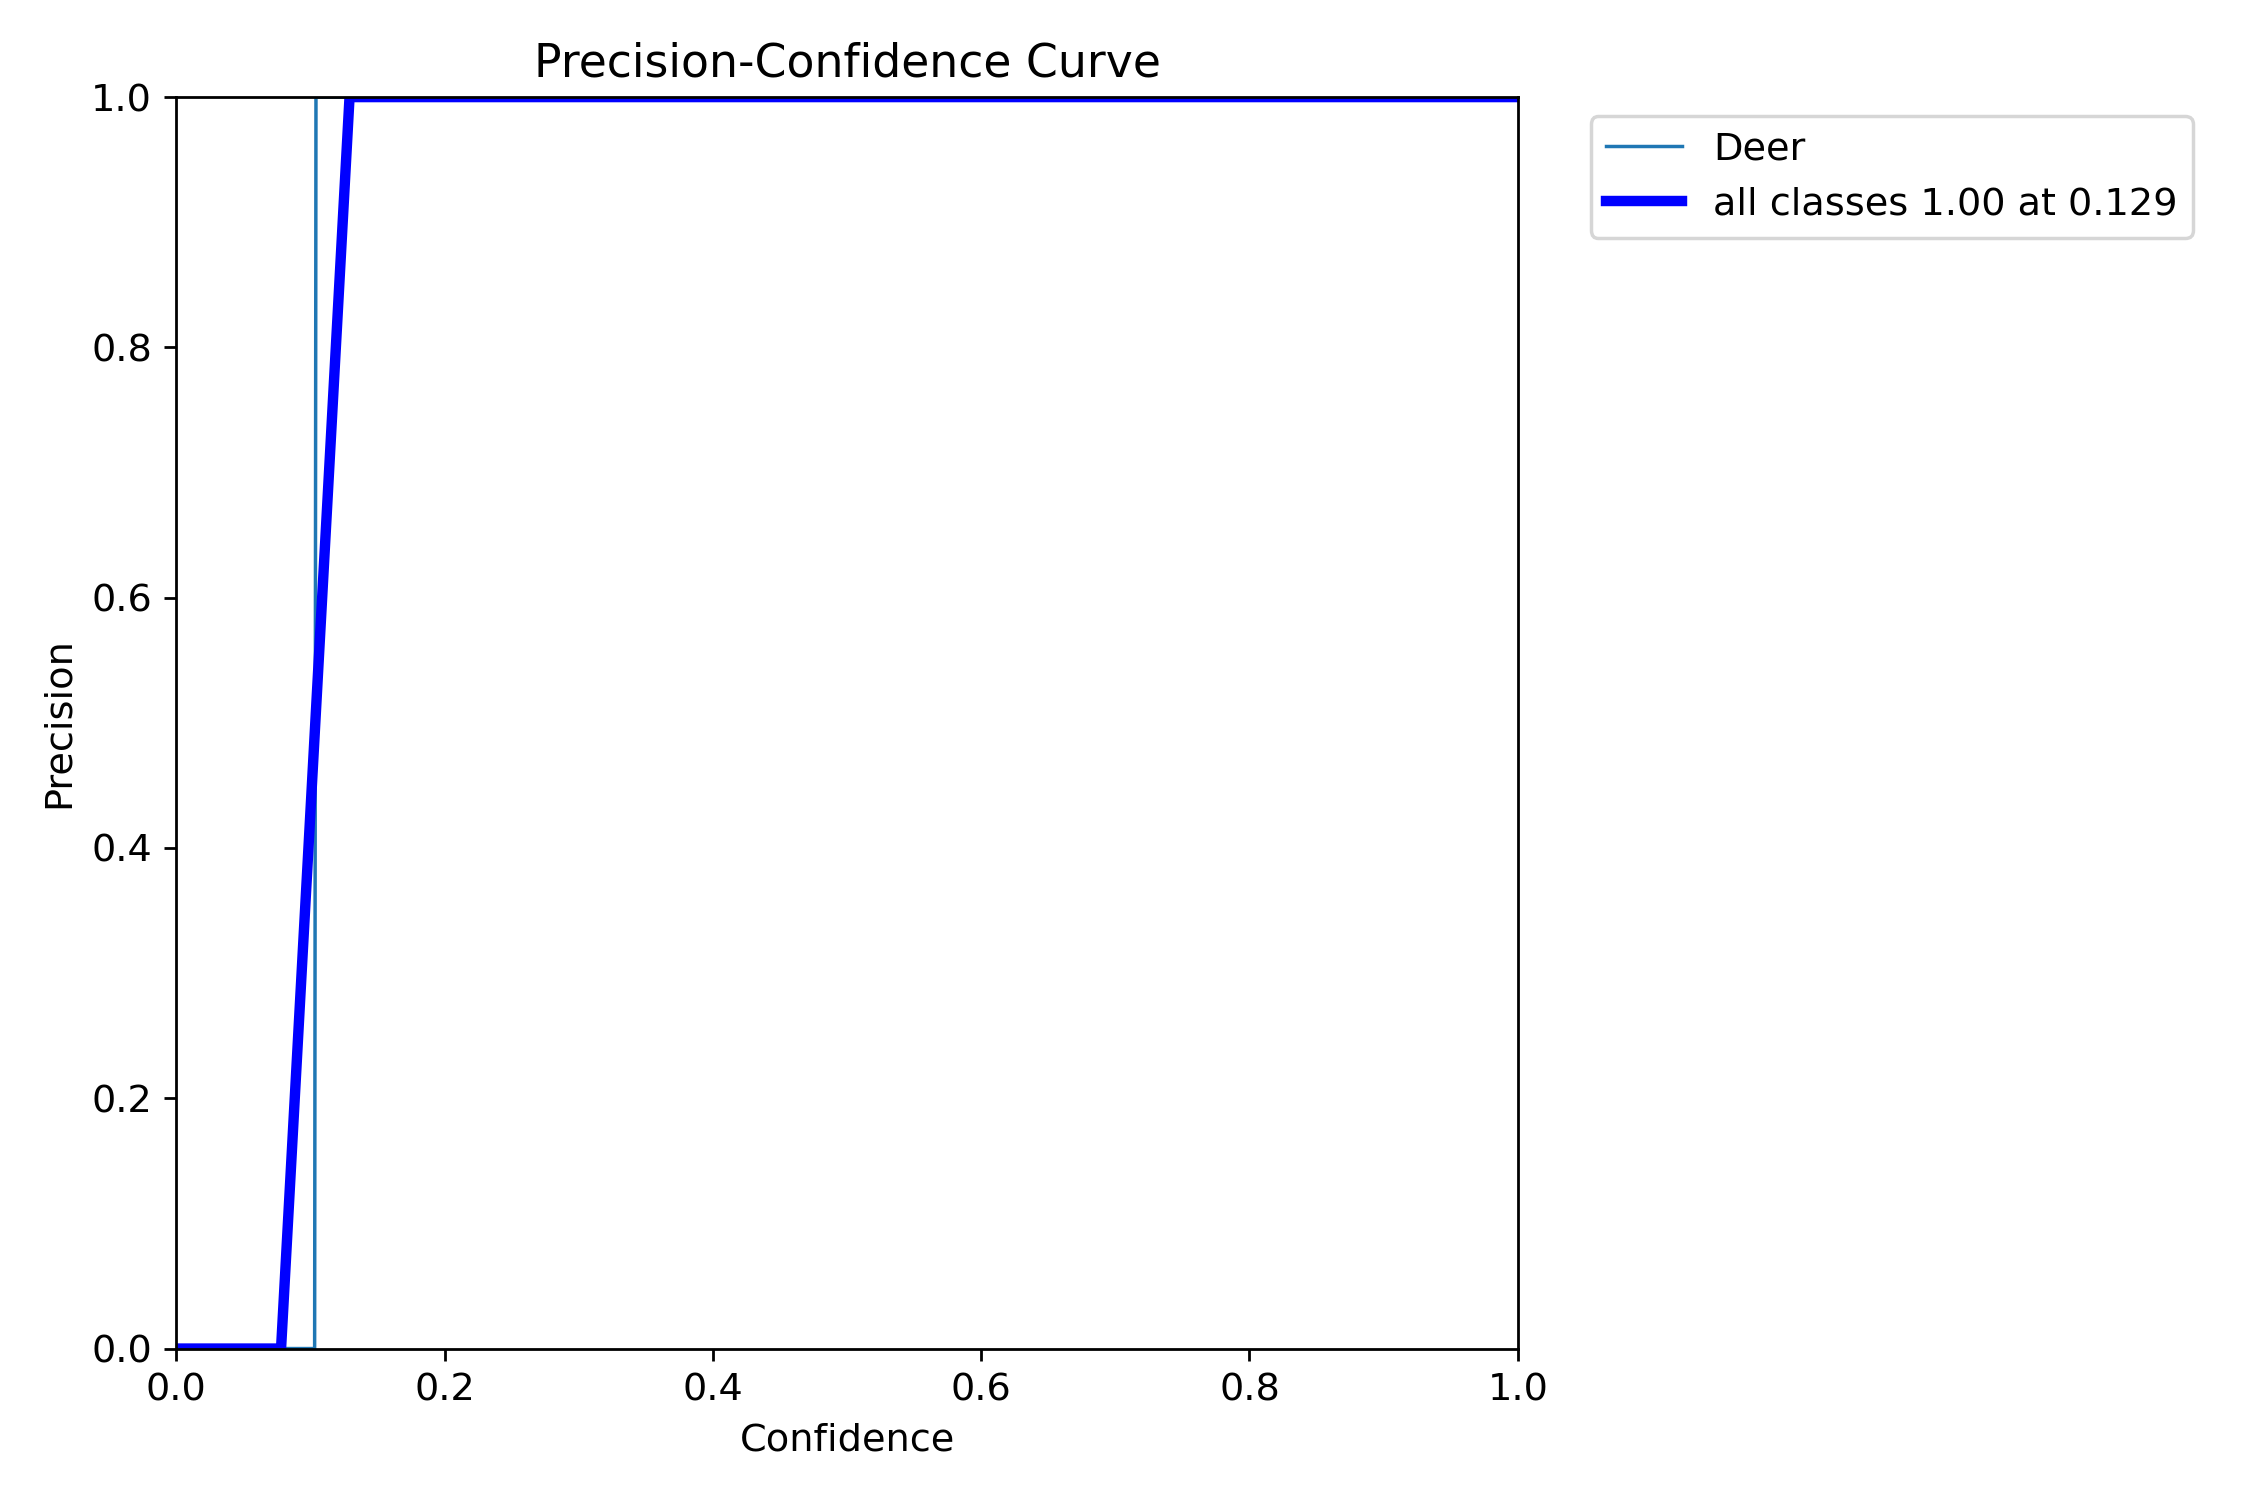 Precision-Confidence Curve
1.0
0.8
0.6
0.4
0.2
0.0
Precision
0.0 0.2 0.4 0.6 0.8 1.0
Confidence
Deer
all classes 1.00 at 0.129